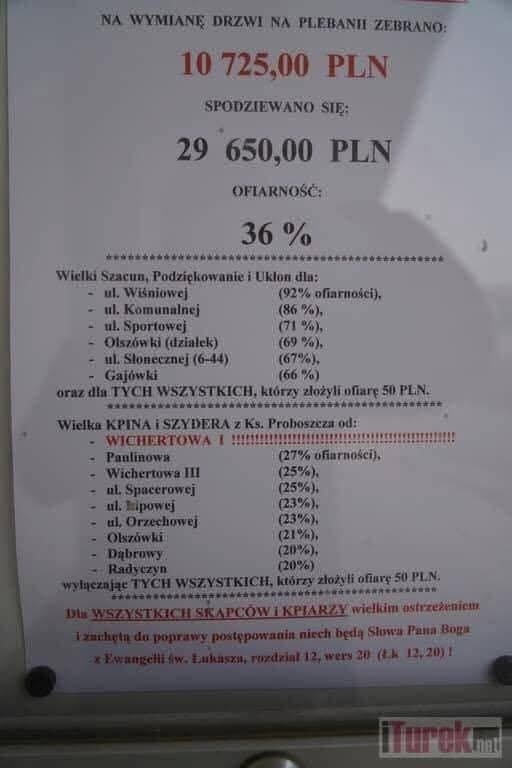 NA WYMIANĘ DRZWI NA PLEBANII ZEBRANO:
10 725,00 PLN
SPODZIEWANO SIĘ:
29 650,00 PLN
OFIARNOŚĆ:
36 %
*********************************************
Wielki Szacun, Podziękowanie i Ukłon dla:
- ul. Wiśniowej (92% ofiarności),
- ul. Komunalnej (86 %),
- ul. Sportowej (71 %),
- Olszówki (działek) (69 %),
- ul. Słonecznej (6-44) (67%),
- Gajówki (66 %)
oraz dla TYCH WSZYSTKICH, którzy złożyli ofiarę 50 PLN.
*********************************************
Wielka KPINA i SZYDERA z Ks. Proboszcza od:
- WICHERTOWA I !!!!!!!!!!!!!!!!!!!!!!!!!!!!!!!!!!!!!!!!!!!!!!!!
- Paulinowa (27% ofiarności),
- Wichertowa III (25%),
- ul. Spacerowej (25%),
- ul. Lipowej (23%),
- ul. Orzechowej (23%),
- Olszówki (21%),
- Dąbrowy (20%),
- Radyczyn (20%)
wyłączając TYCH WSZYSTKICH, którzy złożyli ofiarę 50 PLN.
*********************************************
Dla WSZYSTKICH SKĄPCÓW i KPIARZY wielkim ostrzeżeniem
i zachętą do poprawy postępowania niech będą Słowa Pana Boga
z Ewangelii św. Łukasza, rozdział 12, wers 20 (Łk 12, 20) !
iTurek.net